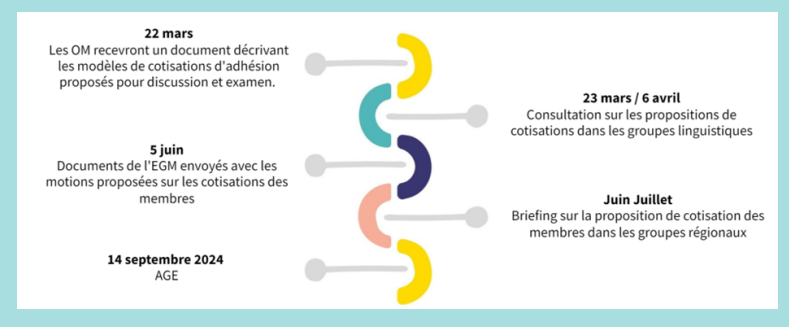 22 mars
Les OM recevront un document décrivant
les modèles de cotisations d'adhésion
proposés pour discussion et examen.
23 mars / 6 avril
Consultation sur les propositions de
cotisations dans les groupes linguistiques
5 juin
Documents de l'EGM envoyés avec les
motions proposées sur les cotisations des
membres
Juin Juillet
Briefing sur la proposition de cotisation des
membres dans les groupes régionaux
14 septembre 2024
AGE